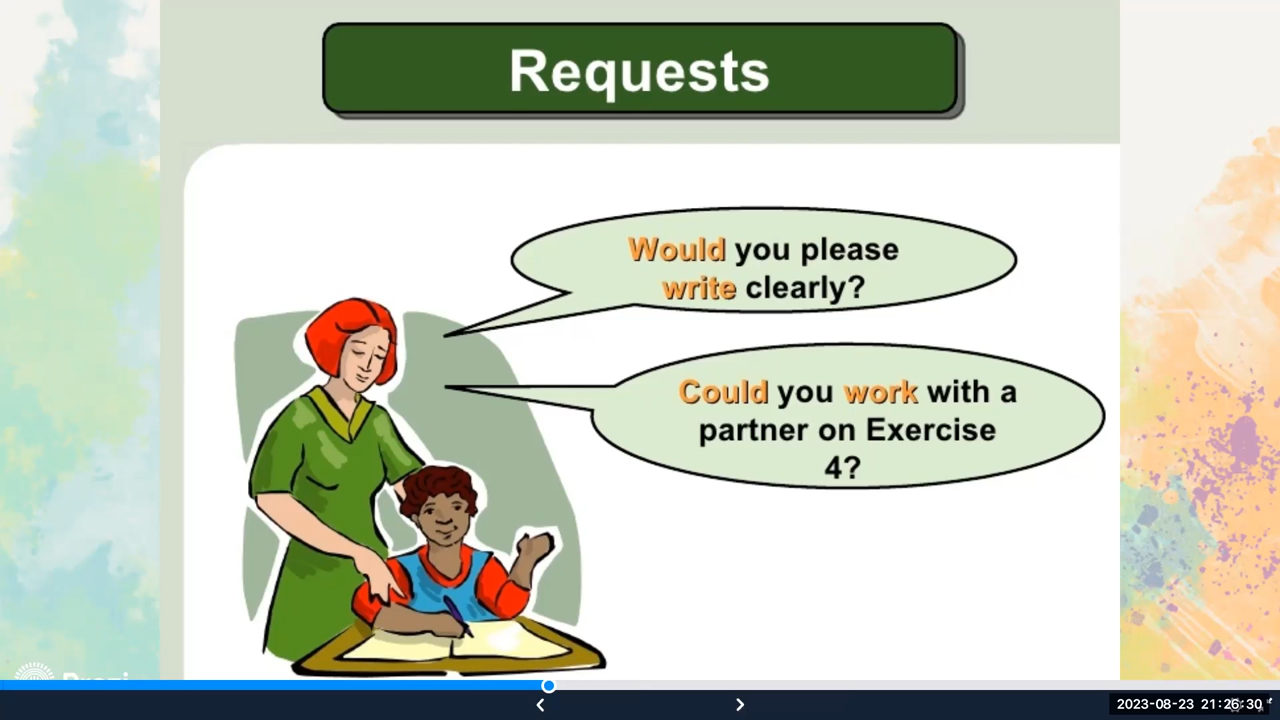 Requests
Would you please
write clearly?
Could you work with a
partner on Exercise
4?
Prezi
2023-08-23 21:26:30